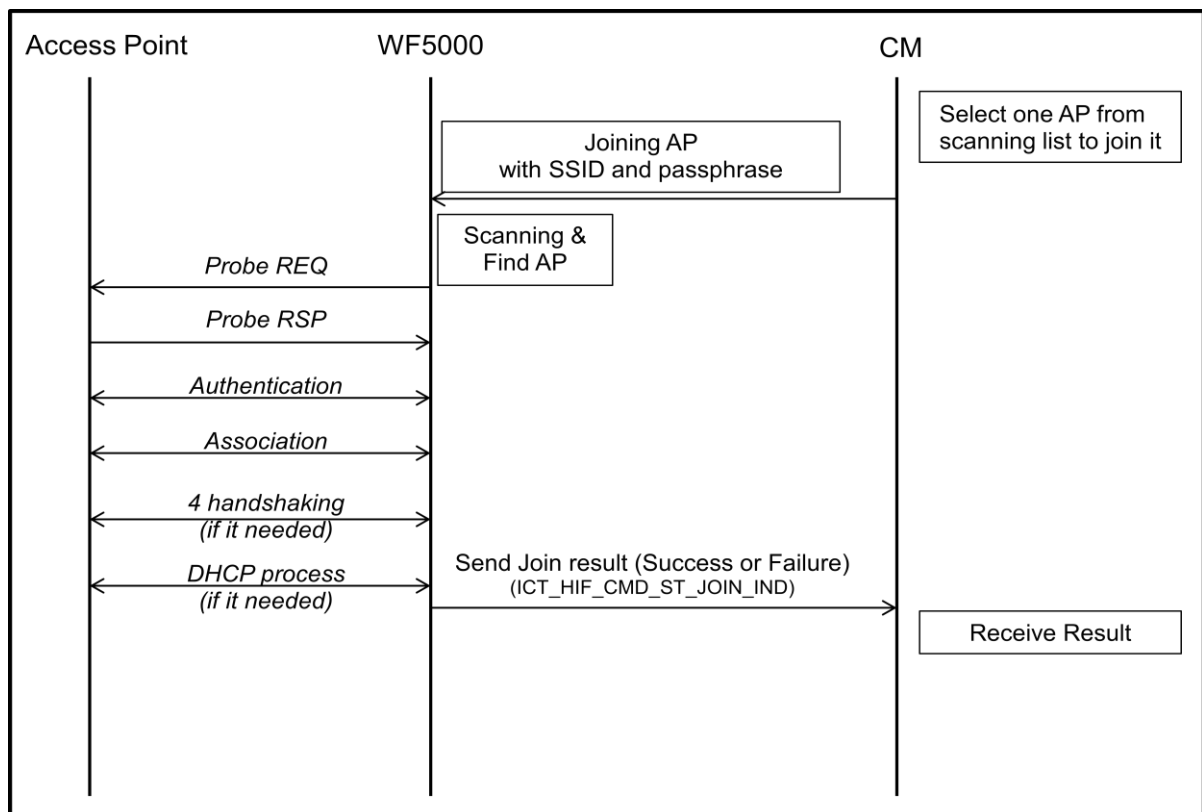 Access Point
WF5000
CM
Select one AP from
scanning list to join it
Joining AP
with SSID and passphrase
Scanning &
Find AP
Probe REQ
Probe RSP
Authentication
Association
4 handshaking
(if it needed)
DHCP process
(if it needed)
Send Join result (Success or Failure)
(ICT_HIF_CMD_ST_JOIN_IND)
Receive Result